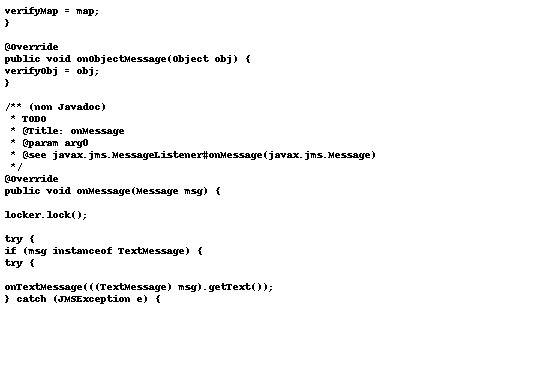 verifyMap = map;
}
@Override
public void onObjectMessage(Object obj) {
verifyObj = obj;
}
/** (non Javadoc)
 * TODO
 * @Title: onMessage
 * @param arg0
 * @see javax.jms.MessageListener#onMessage(javax.jms.Message)
 */
@Override
public void onMessage(Message msg) {
locker.lock();
try {
if (msg instanceof TextMessage) {
try {
onTextMessage(((TextMessage) msg).getText());
} catch (JMSException e) {